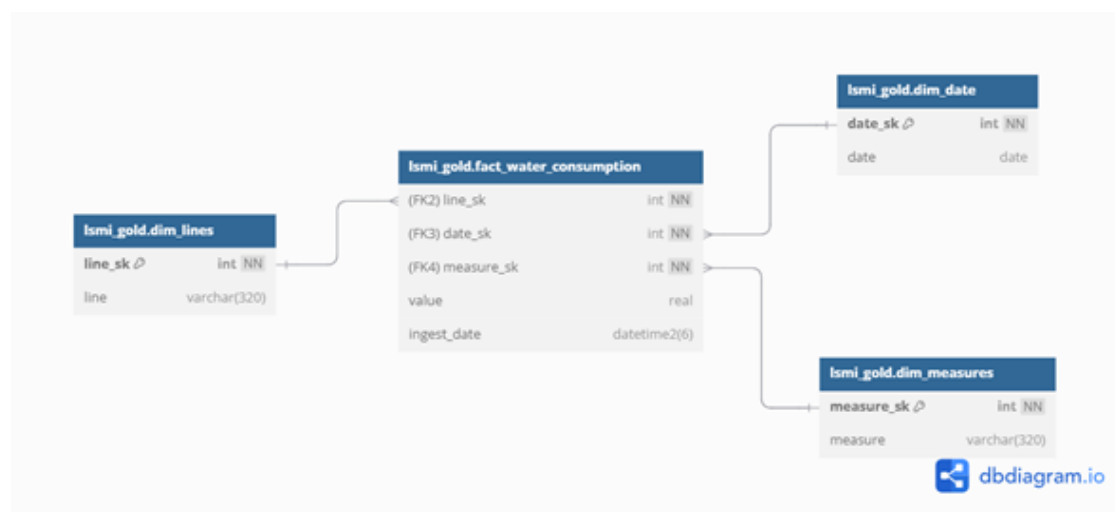 lsmi_gold.dim_date
date_sk int NN
date date
lsmi_gold.fact_water_consumption
(FK2) line_sk int NN
(FK3) date_sk int NN
(FK4) measure_sk int NN
value real
ingest_date datetime2(6)
lsmi_gold.dim_lines
line_sk int NN
line varchar(320)
lsmi_gold.dim_measures
measure_sk int NN
measure varchar(320)
dbdiagram.io